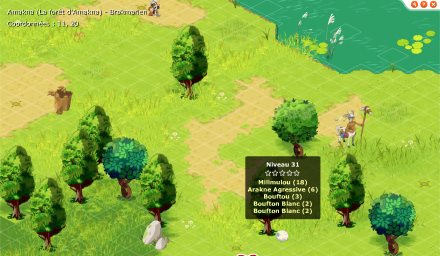 Amakna (La forêt d'Amakna) - Brakmarien
Coordonnées : 11, 20
Niveau 31
Milimulou (18)
Arakne Agressive (6)
Bouftou (3)
Boufton Blanc (2)
Boufton Blanc (2)